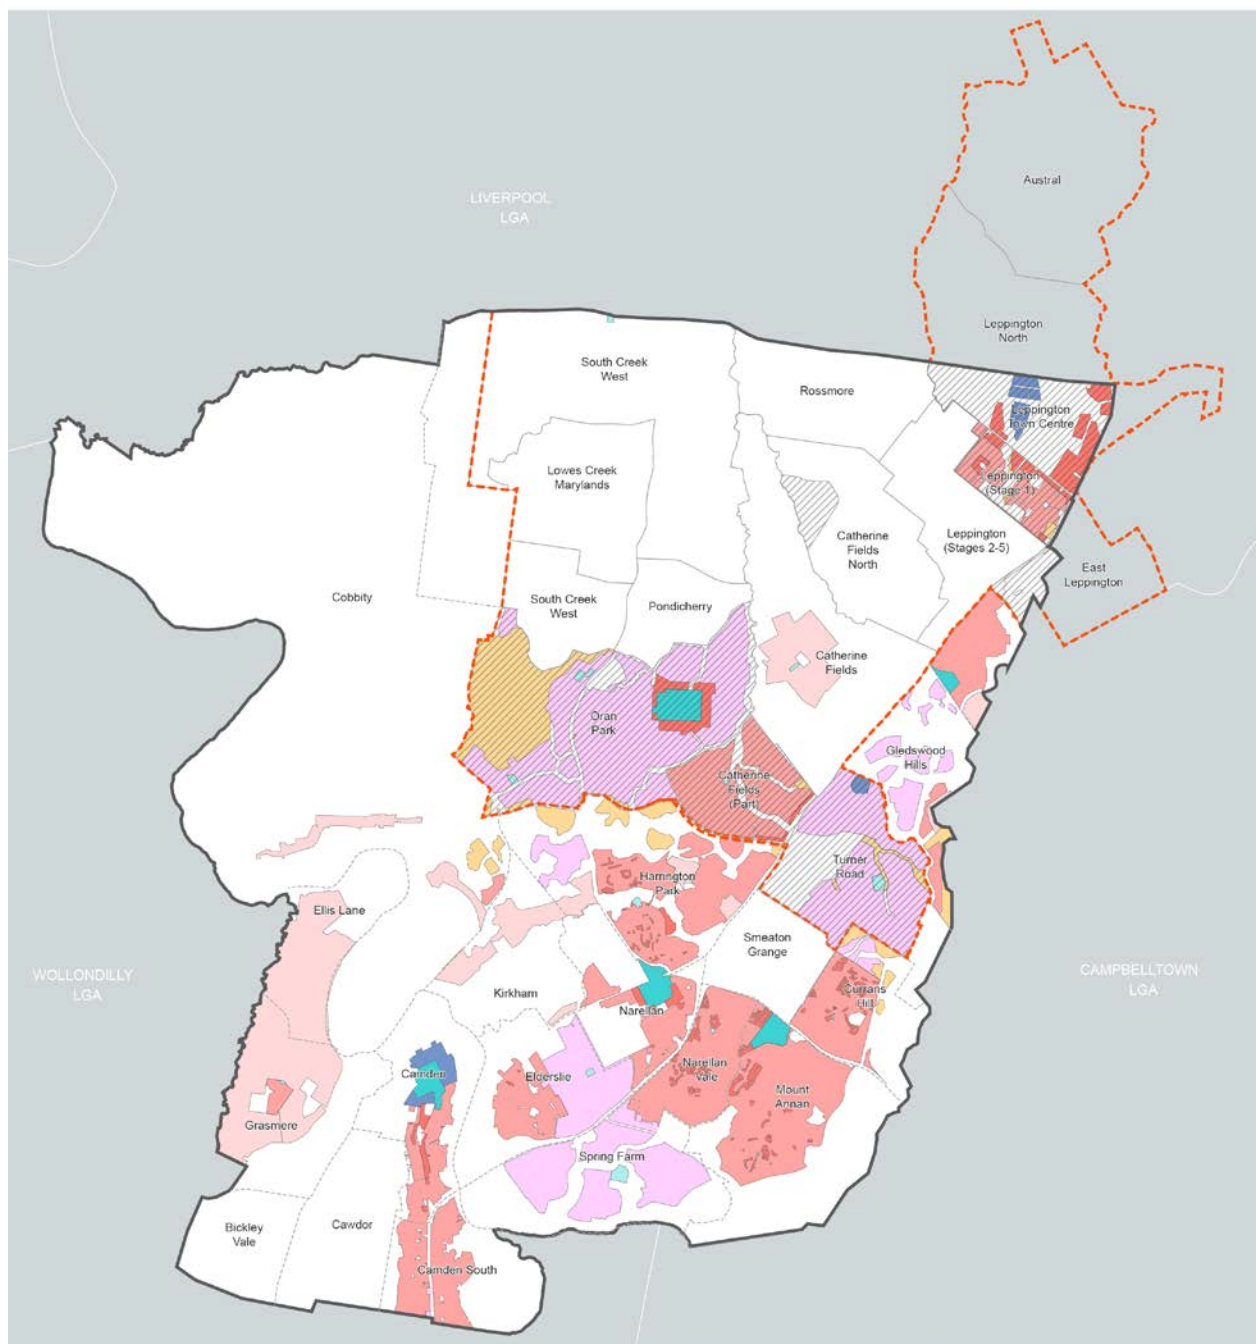 Austral
LIVERPOOL
LGA
Leppington
North
South Creek
West
Rossmore
Leppington
Town Centre
Lowes Creek
Marylands
Leppington
(Stage 1)
Catherine
Fields
North
Leppington
(Stages 2-5)
East
Leppington
Cobbity
South Creek
West
Pondicherry
Catherine
Fields
Oran
Park
Gledswood
Hills
Catherine
Fields
(Part)
Turner
Road
Harrington
Park
Ellis Lane
Smeaton
Grange
WOLLONDILLY
LGA
CAMPBELLTOWN
LGA
Kirkham
Currans
Hill
Narellan
Camden
Elderslie
Narellan
Vale
Mount
Annan
Grasmere
Spring Farm
Bickley
Vale
Cawdor
Camden South